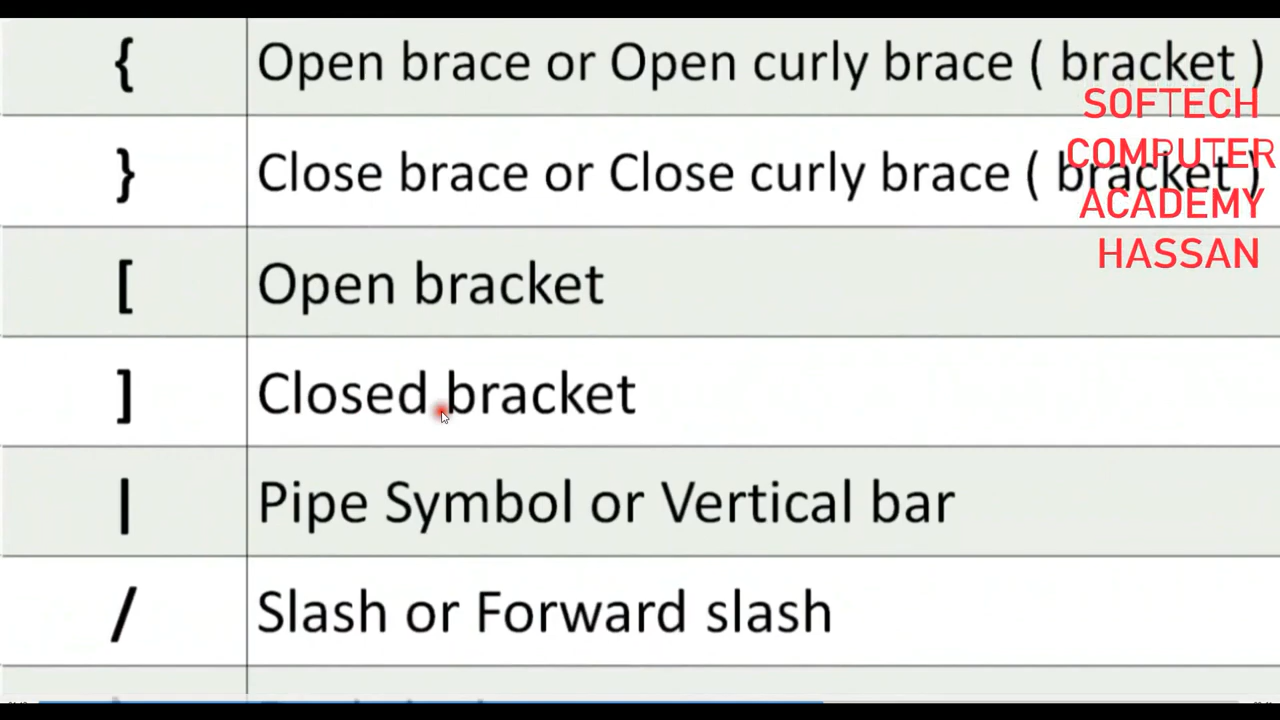 { Open brace or Open curly brace ( bracket )
SOFTECH
COMPUTER
ACADEMY
HASSAN
} Close brace or Close curly brace ( bracket )
[ Open bracket
] Closed bracket
| Pipe Symbol or Vertical bar
/ Slash or Forward slash